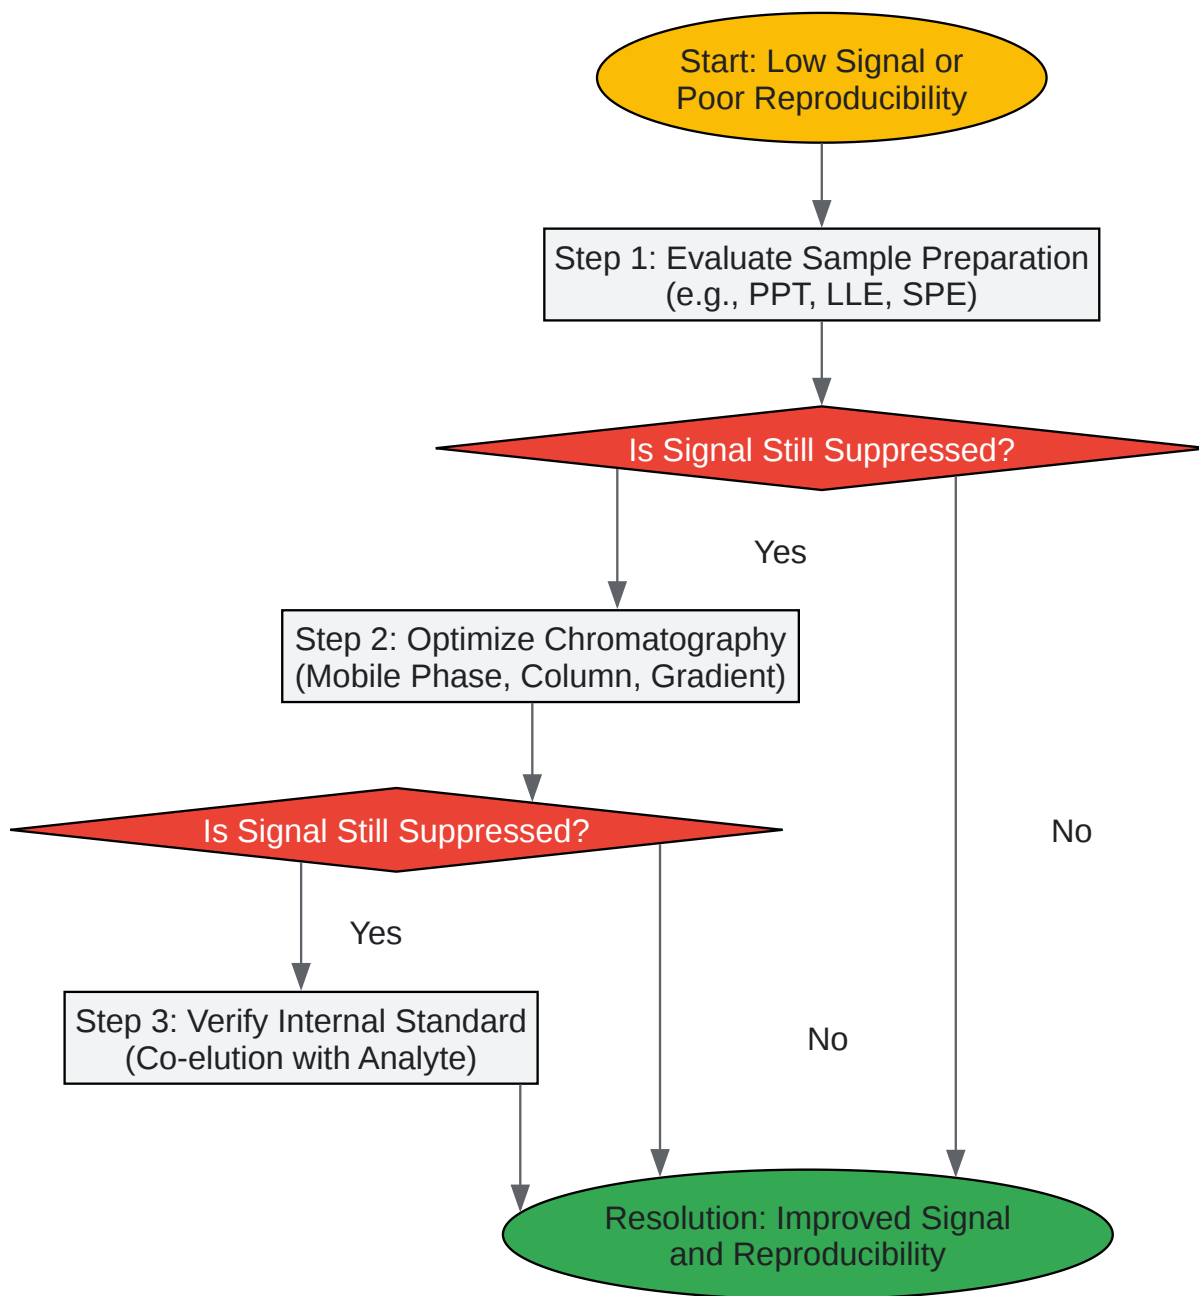 Start: Low Signal or
Poor Reproducibility
Step 1: Evaluate Sample Preparation
(e.g., PPT, LLE, SPE)
Is Signal Still Suppressed?
Yes
Step 2: Optimize Chromatography
(Mobile Phase, Column, Gradient)
Is Signal Still Suppressed?
No
Yes
Step 3: Verify Internal Standard
(Co-elution with Analyte)
No
Resolution: Improved Signal
and Reproducibility